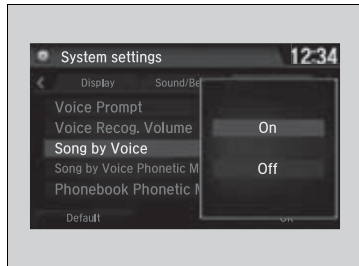 System settings
12:34
Display
Sound/Be
Voice Prompt
Voice Recog. Volume
Song by Voice
Song by Voice Phonetic M
Phonebook Phonetic
On
Off
Default